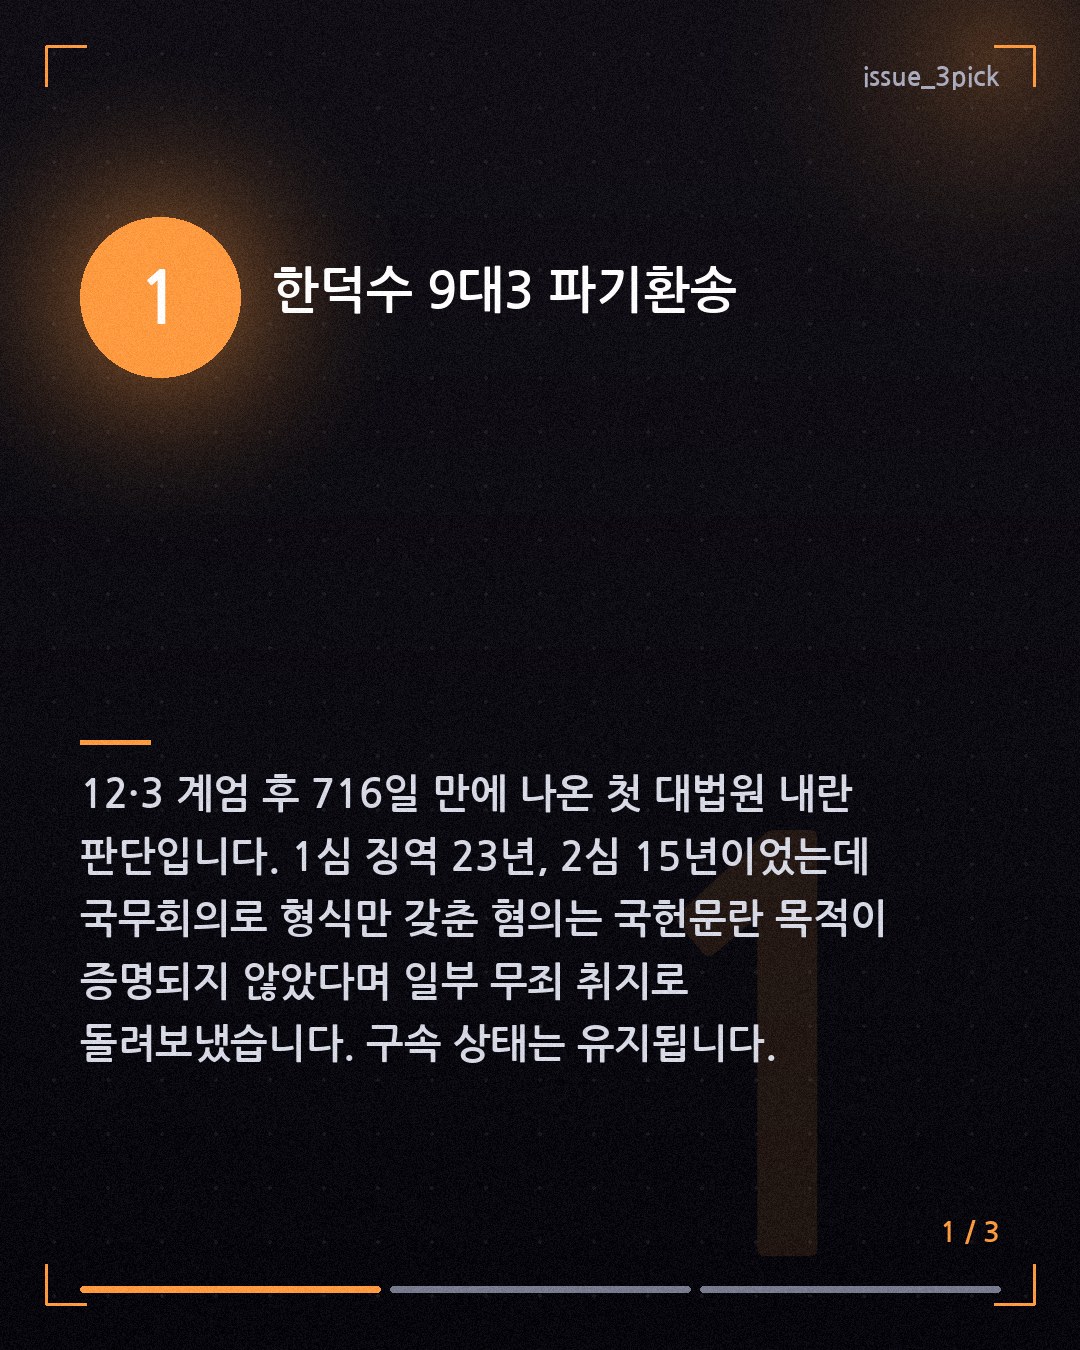 issue_3pick
1
한덕수 9대3 파기환송
12·3 계엄 후 716일 만에 나온 첫 대법원 내란
판단입니다. 1심 징역 23년, 2심 15년이었는데
국무회의로 형식만 갖춘 혐의는 국헌문란 목적이
증명되지 않았다며 일부 무죄 취지로
돌려보냈습니다. 구속 상태는 유지됩니다.
1
1 / 3